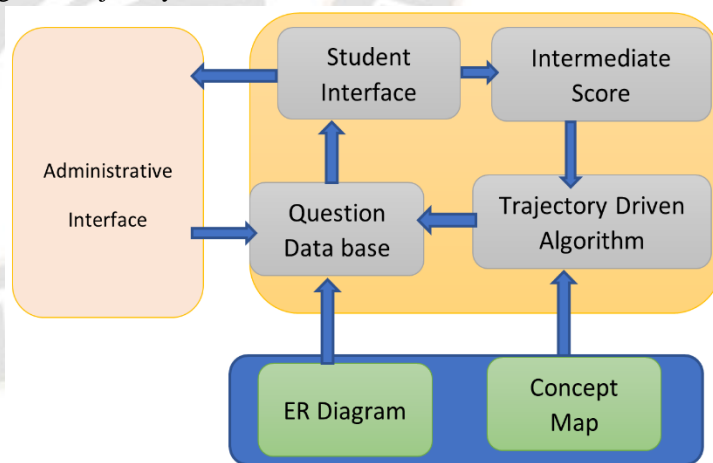 Student
Interface
Intermediate
Score
Administrative
Interface
Question
Data base
Trajectory Driven
Algorithm
ER Diagram
Concept
Map